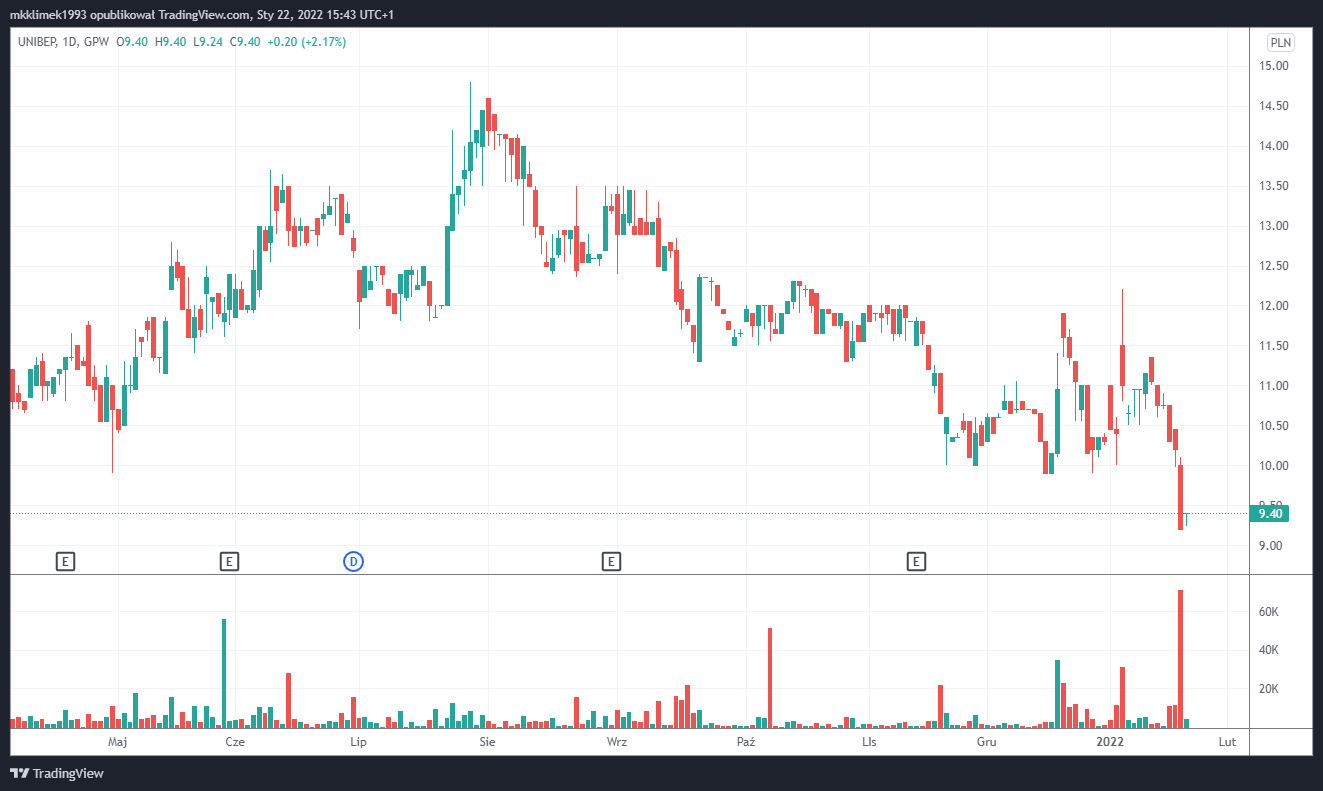 mkklimek1993 opublikował TradingView.com, Sty 22, 2022 15:43 UTC+1
UNIBEP, 1D, GPW O9.40 H9.40 L9.24 C9.40 +0.20 (+2.17%)
PLN
15.00
14.50
14.00
13.50
13.00
12.50
12.00
11.50
11.00
10.50
10.00
9.50
9.40
9.00
E E D E E
60K
40K
20K
Maj Cze Lip Sie Wrz Paź Lis Gru 2022 Lut
TradingView